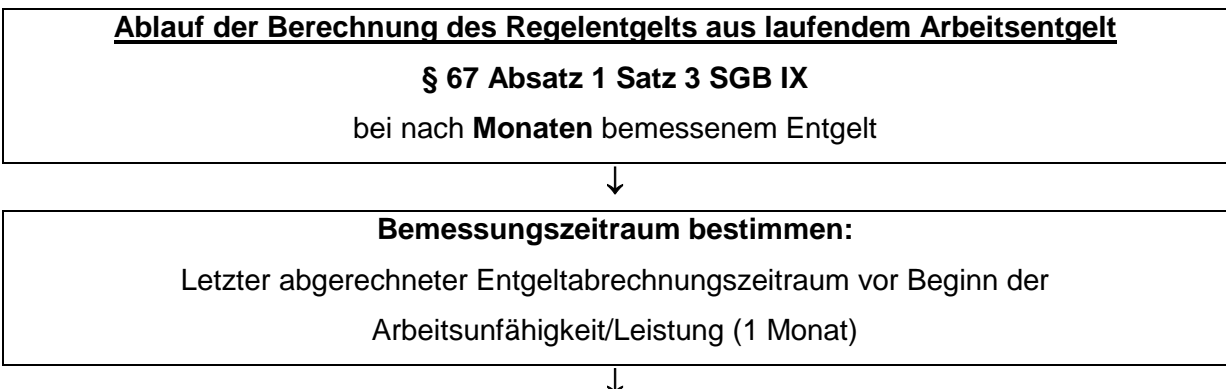 Ablauf der Berechnung des Regelentgelts aus laufendem Arbeitsentgelt
§ 67 Absatz 1 Satz 3 SGB IX
bei nach Monaten bemessenem Entgelt
↓
Bemessungszeitraum bestimmen:
Letzter abgerechneter Entgeltabrechnungszeitraum vor Beginn der
Arbeitsunfähigkeit/Leistung (1 Monat)
↓